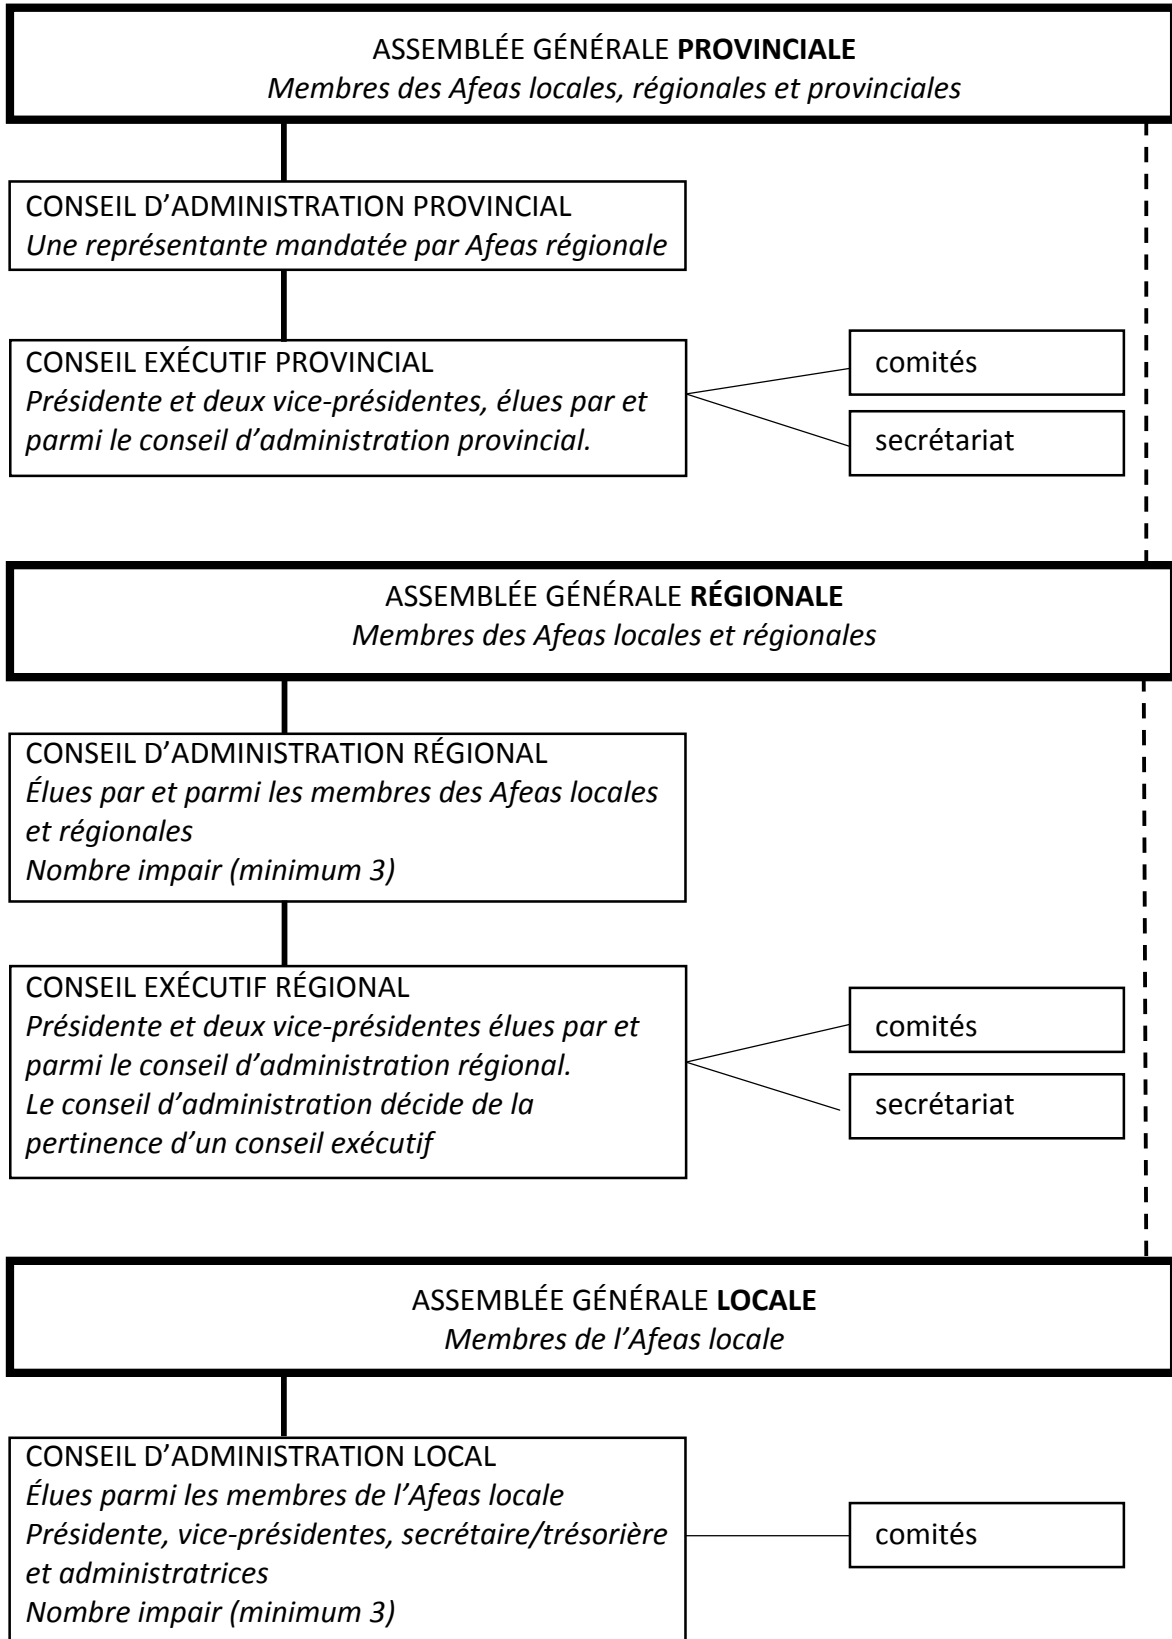 ASSEMBLÉE GÉNÉRALE PROVINCIALE
Membres des Afeas locales, régionales et provinciales
CONSEIL D’ADMINISTRATION PROVINCIAL
Une représentante mandatée par Afeas régionale
CONSEIL EXÉCUTIF PROVINCIAL
Présidente et deux vice-présidentes, élues par et
parmi le conseil d’administration provincial.
comités
secrétariat
ASSEMBLÉE GÉNÉRALE RÉGIONALE
Membres des Afeas locales et régionales
CONSEIL D’ADMINISTRATION RÉGIONAL
Élues par et parmi les membres des Afeas locales
et régionales
Nombre impair (minimum 3)
CONSEIL EXÉCUTIF RÉGIONAL
Présidente et deux vice-présidentes élues par et
parmi le conseil d’administration régional.
Le conseil d’administration décide de la
pertinence d’un conseil exécutif
comités
secrétariat
ASSEMBLÉE GÉNÉRALE LOCALE
Membres de l’Afeas locale
CONSEIL D’ADMINISTRATION LOCAL
Élues parmi les membres de l’Afeas locale
Présidente, vice-présidentes, secrétaire/trésorière
et administratrices
Nombre impair (minimum 3)
comités